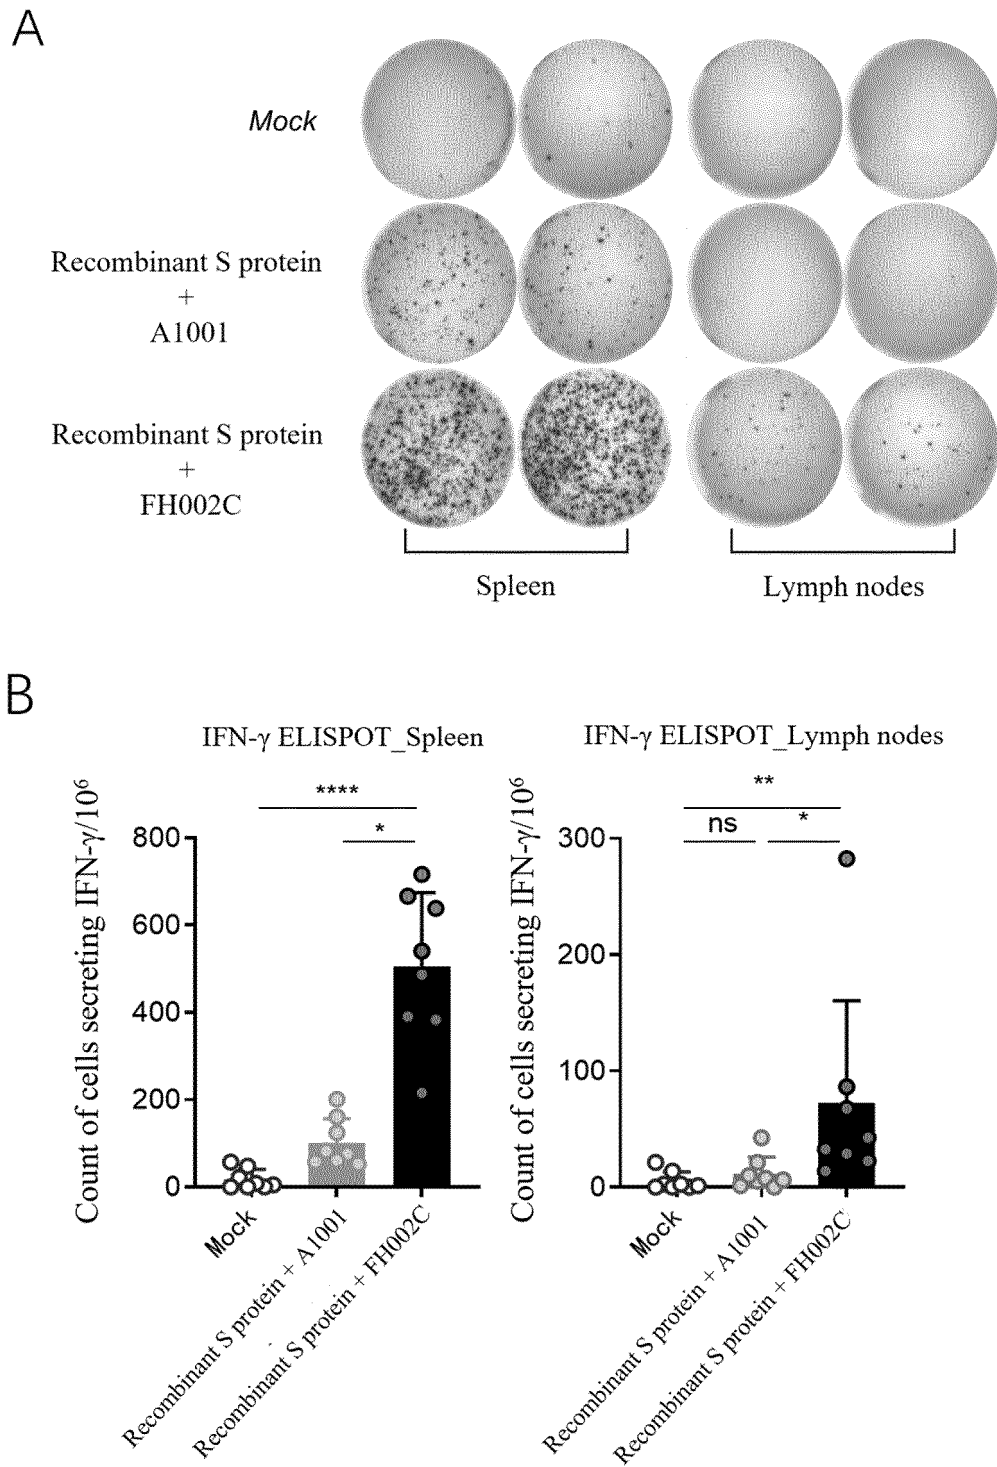 A
Mock
Recombinant S protein
+
A1001
Recombinant S protein
+
FH002C
Spleen
Lymph nodes
B
IFN-γ ELISPOT_Spleen
Count of cells secreting IFN-γ/10⁶
800
600
400
200
0
****
*
Mock
Recombinant S protein + A1001
Recombinant S protein + FH002C
IFN-γ ELISPOT_Lymph nodes
Count of cells secreting IFN-γ/10⁶
300
200
100
0
**
ns
*
Mock
Recombinant S protein + A1001
Recombinant S protein + FH002C